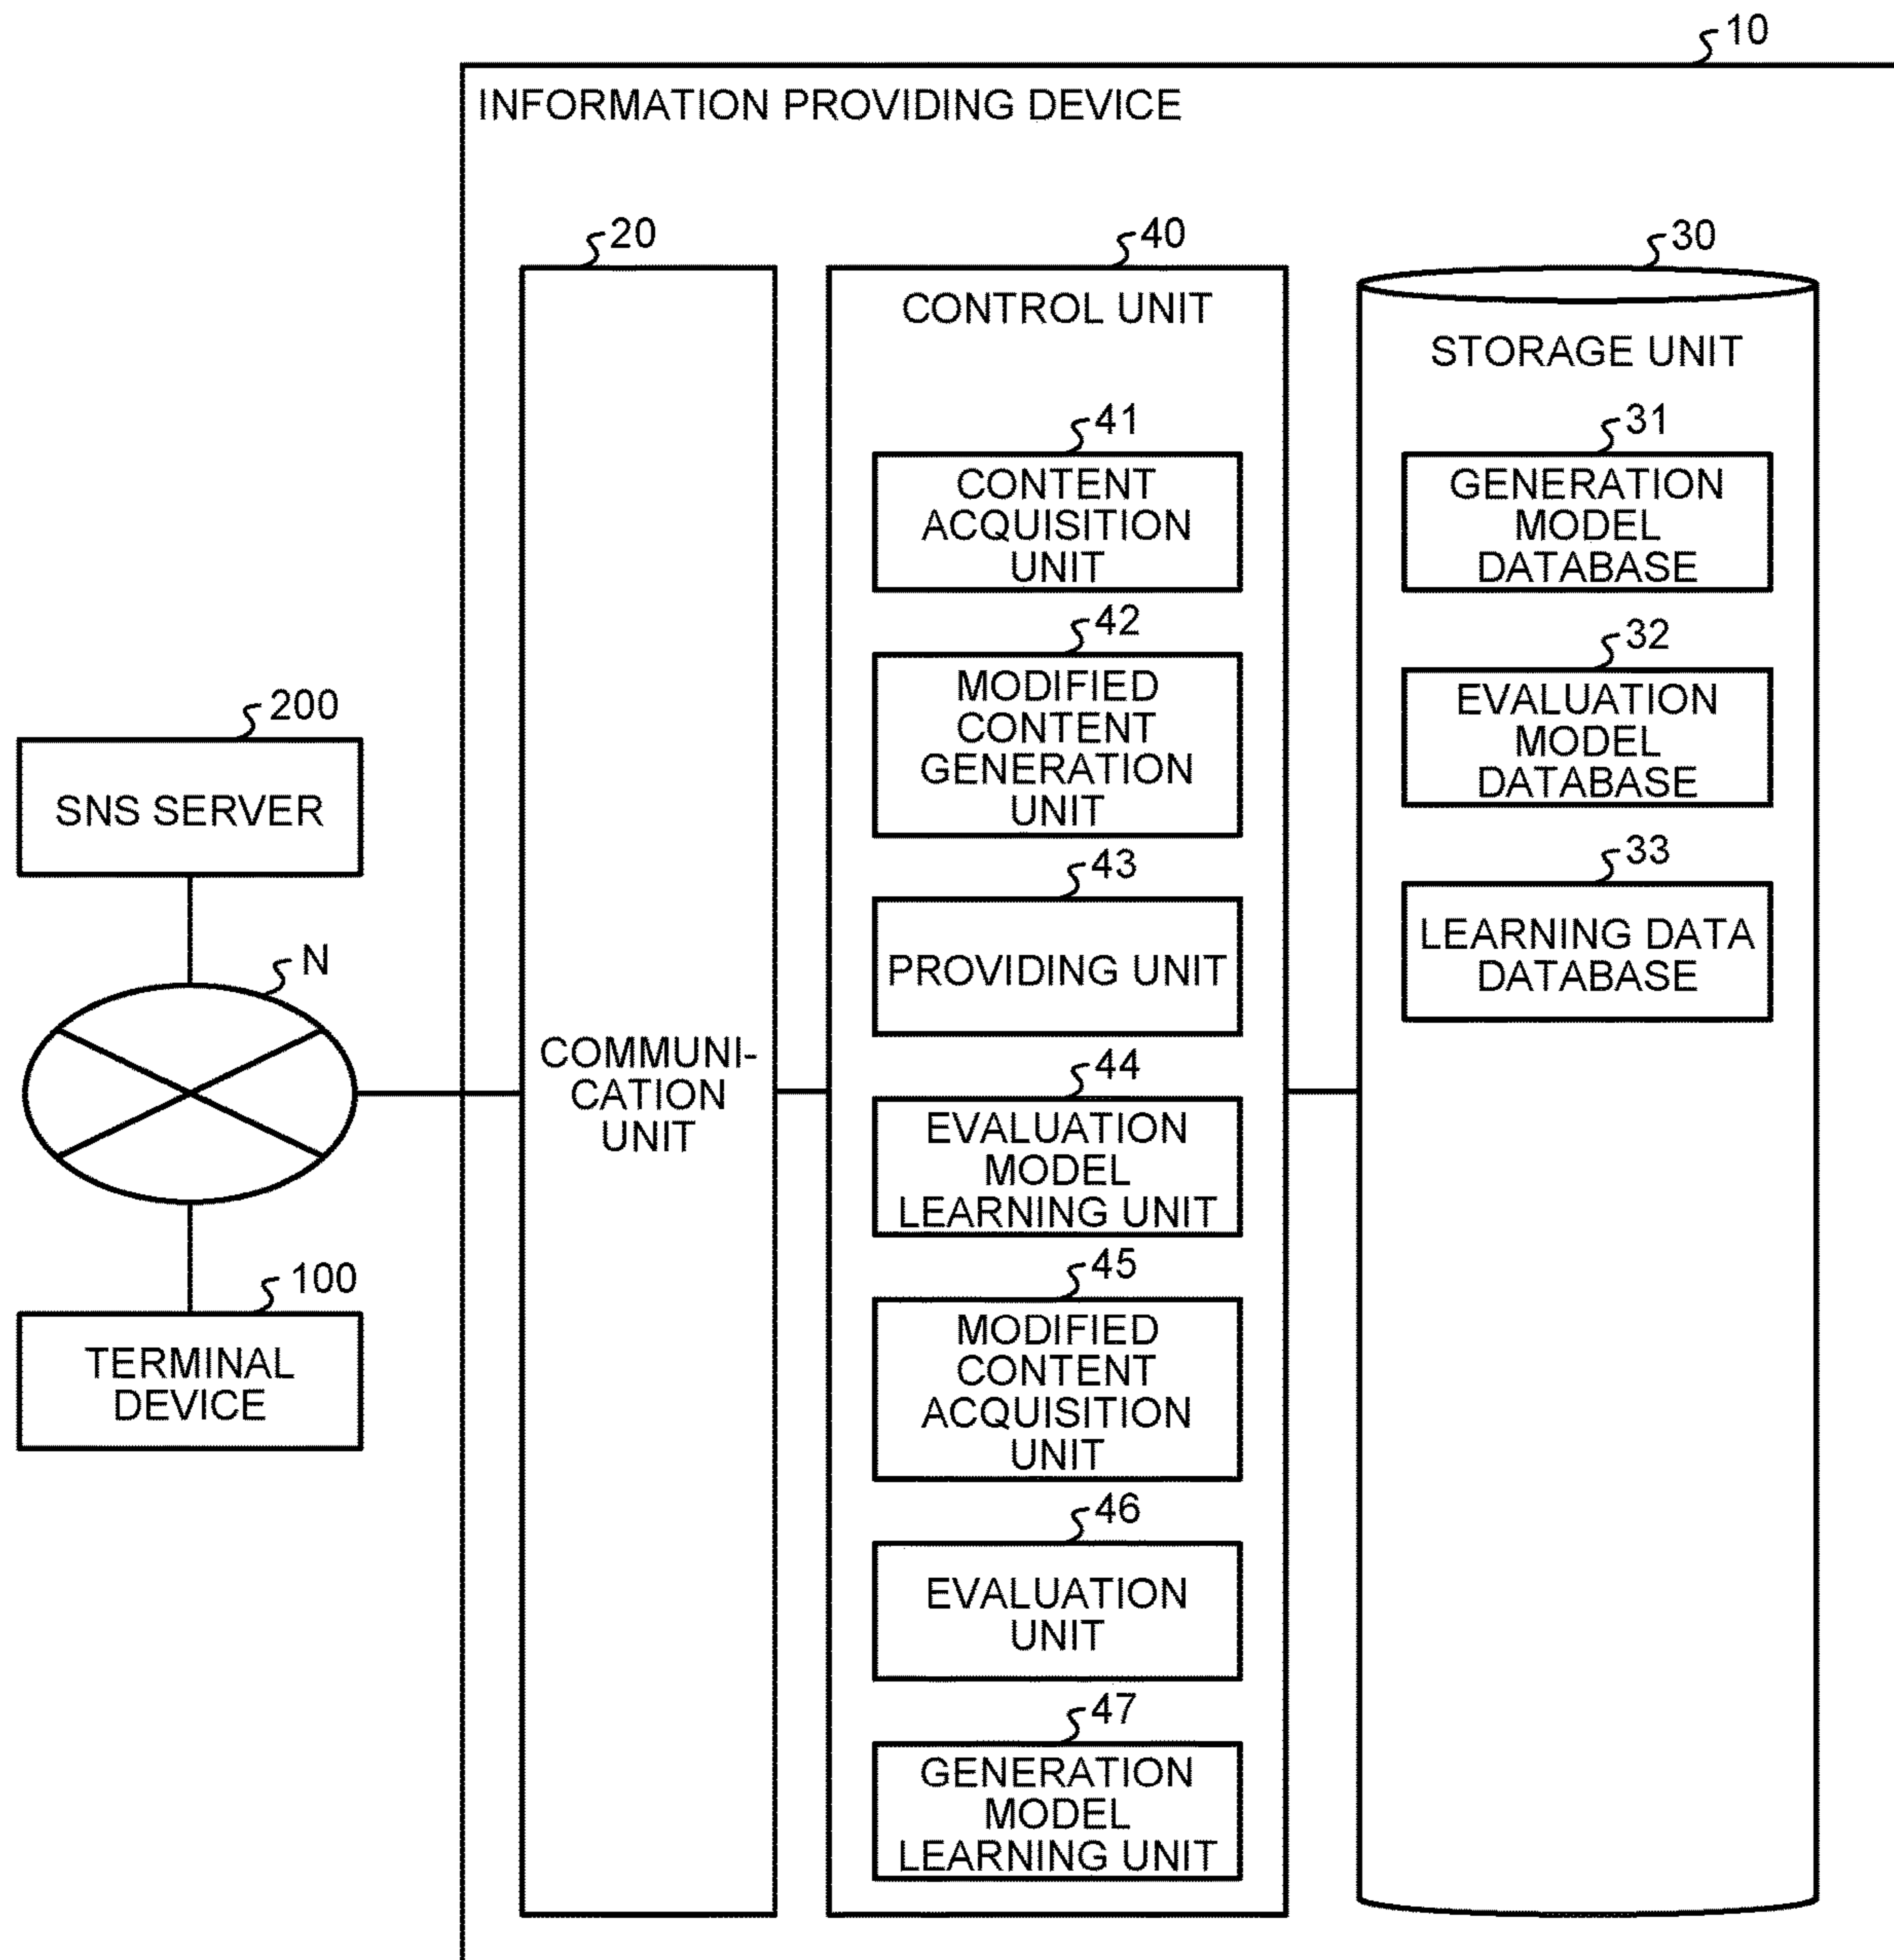 10
INFORMATION PROVIDING DEVICE
20
COMMUNI-
CATION
UNIT
40
CONTROL UNIT
41
CONTENT
ACQUISITION
UNIT
42
MODIFIED
CONTENT
GENERATION
UNIT
43
PROVIDING UNIT
44
EVALUATION
MODEL
LEARNING UNIT
45
MODIFIED
CONTENT
ACQUISITION
UNIT
46
EVALUATION
UNIT
47
GENERATION
MODEL
LEARNING UNIT
30
STORAGE UNIT
31
GENERATION
MODEL
DATABASE
32
EVALUATION
MODEL
DATABASE
33
LEARNING DATA
DATABASE
200
SNS SERVER
N
100
TERMINAL
DEVICE